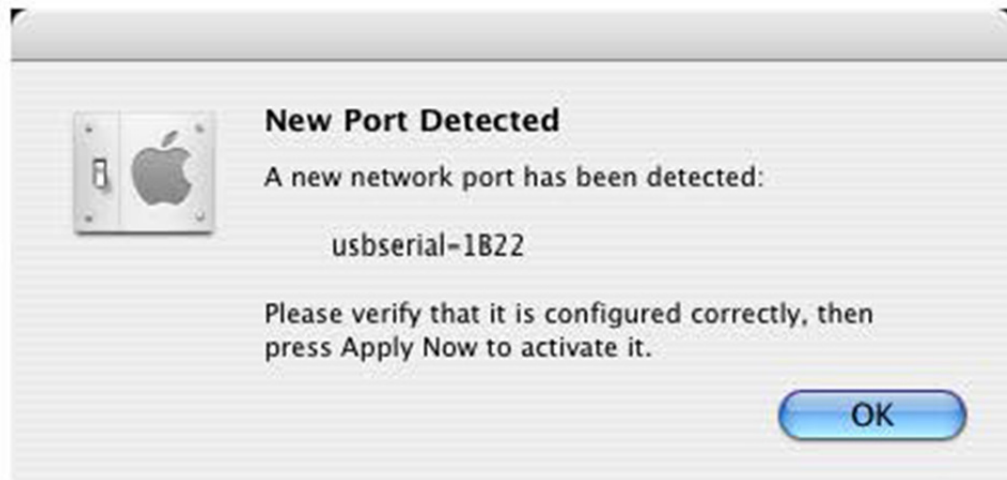 New Port Detected
A new network port has been detected:
usbserial-1B22
Please verify that it is configured correctly, then
press Apply Now to activate it.
OK